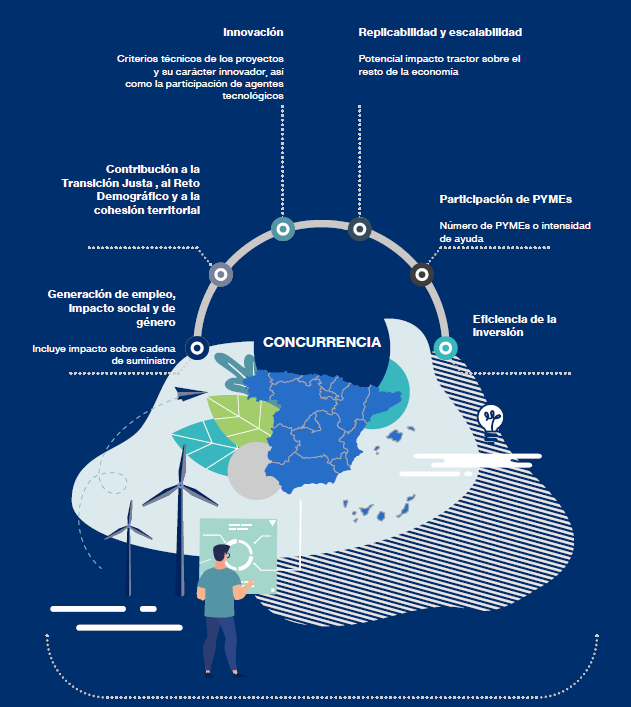 Innovación
Criterios técnicos de los proyectos
y su carácter innovador, así
como la participación de agentes
tecnológicos
Replicabilidad y escalabilidad
Potencial impacto tractor sobre el
resto de la economía
Contribución a la
Transición Justa , al Reto
Demográfico y a la
cohesión territorial
Participación de PYMEs
Número de PYMEs o intensidad
de ayuda
Generación de empleo,
Impacto social y de
género
Incluye impacto sobre cadena
de suministro
Eficiencia de la
Inversión
CONCURRENCIA